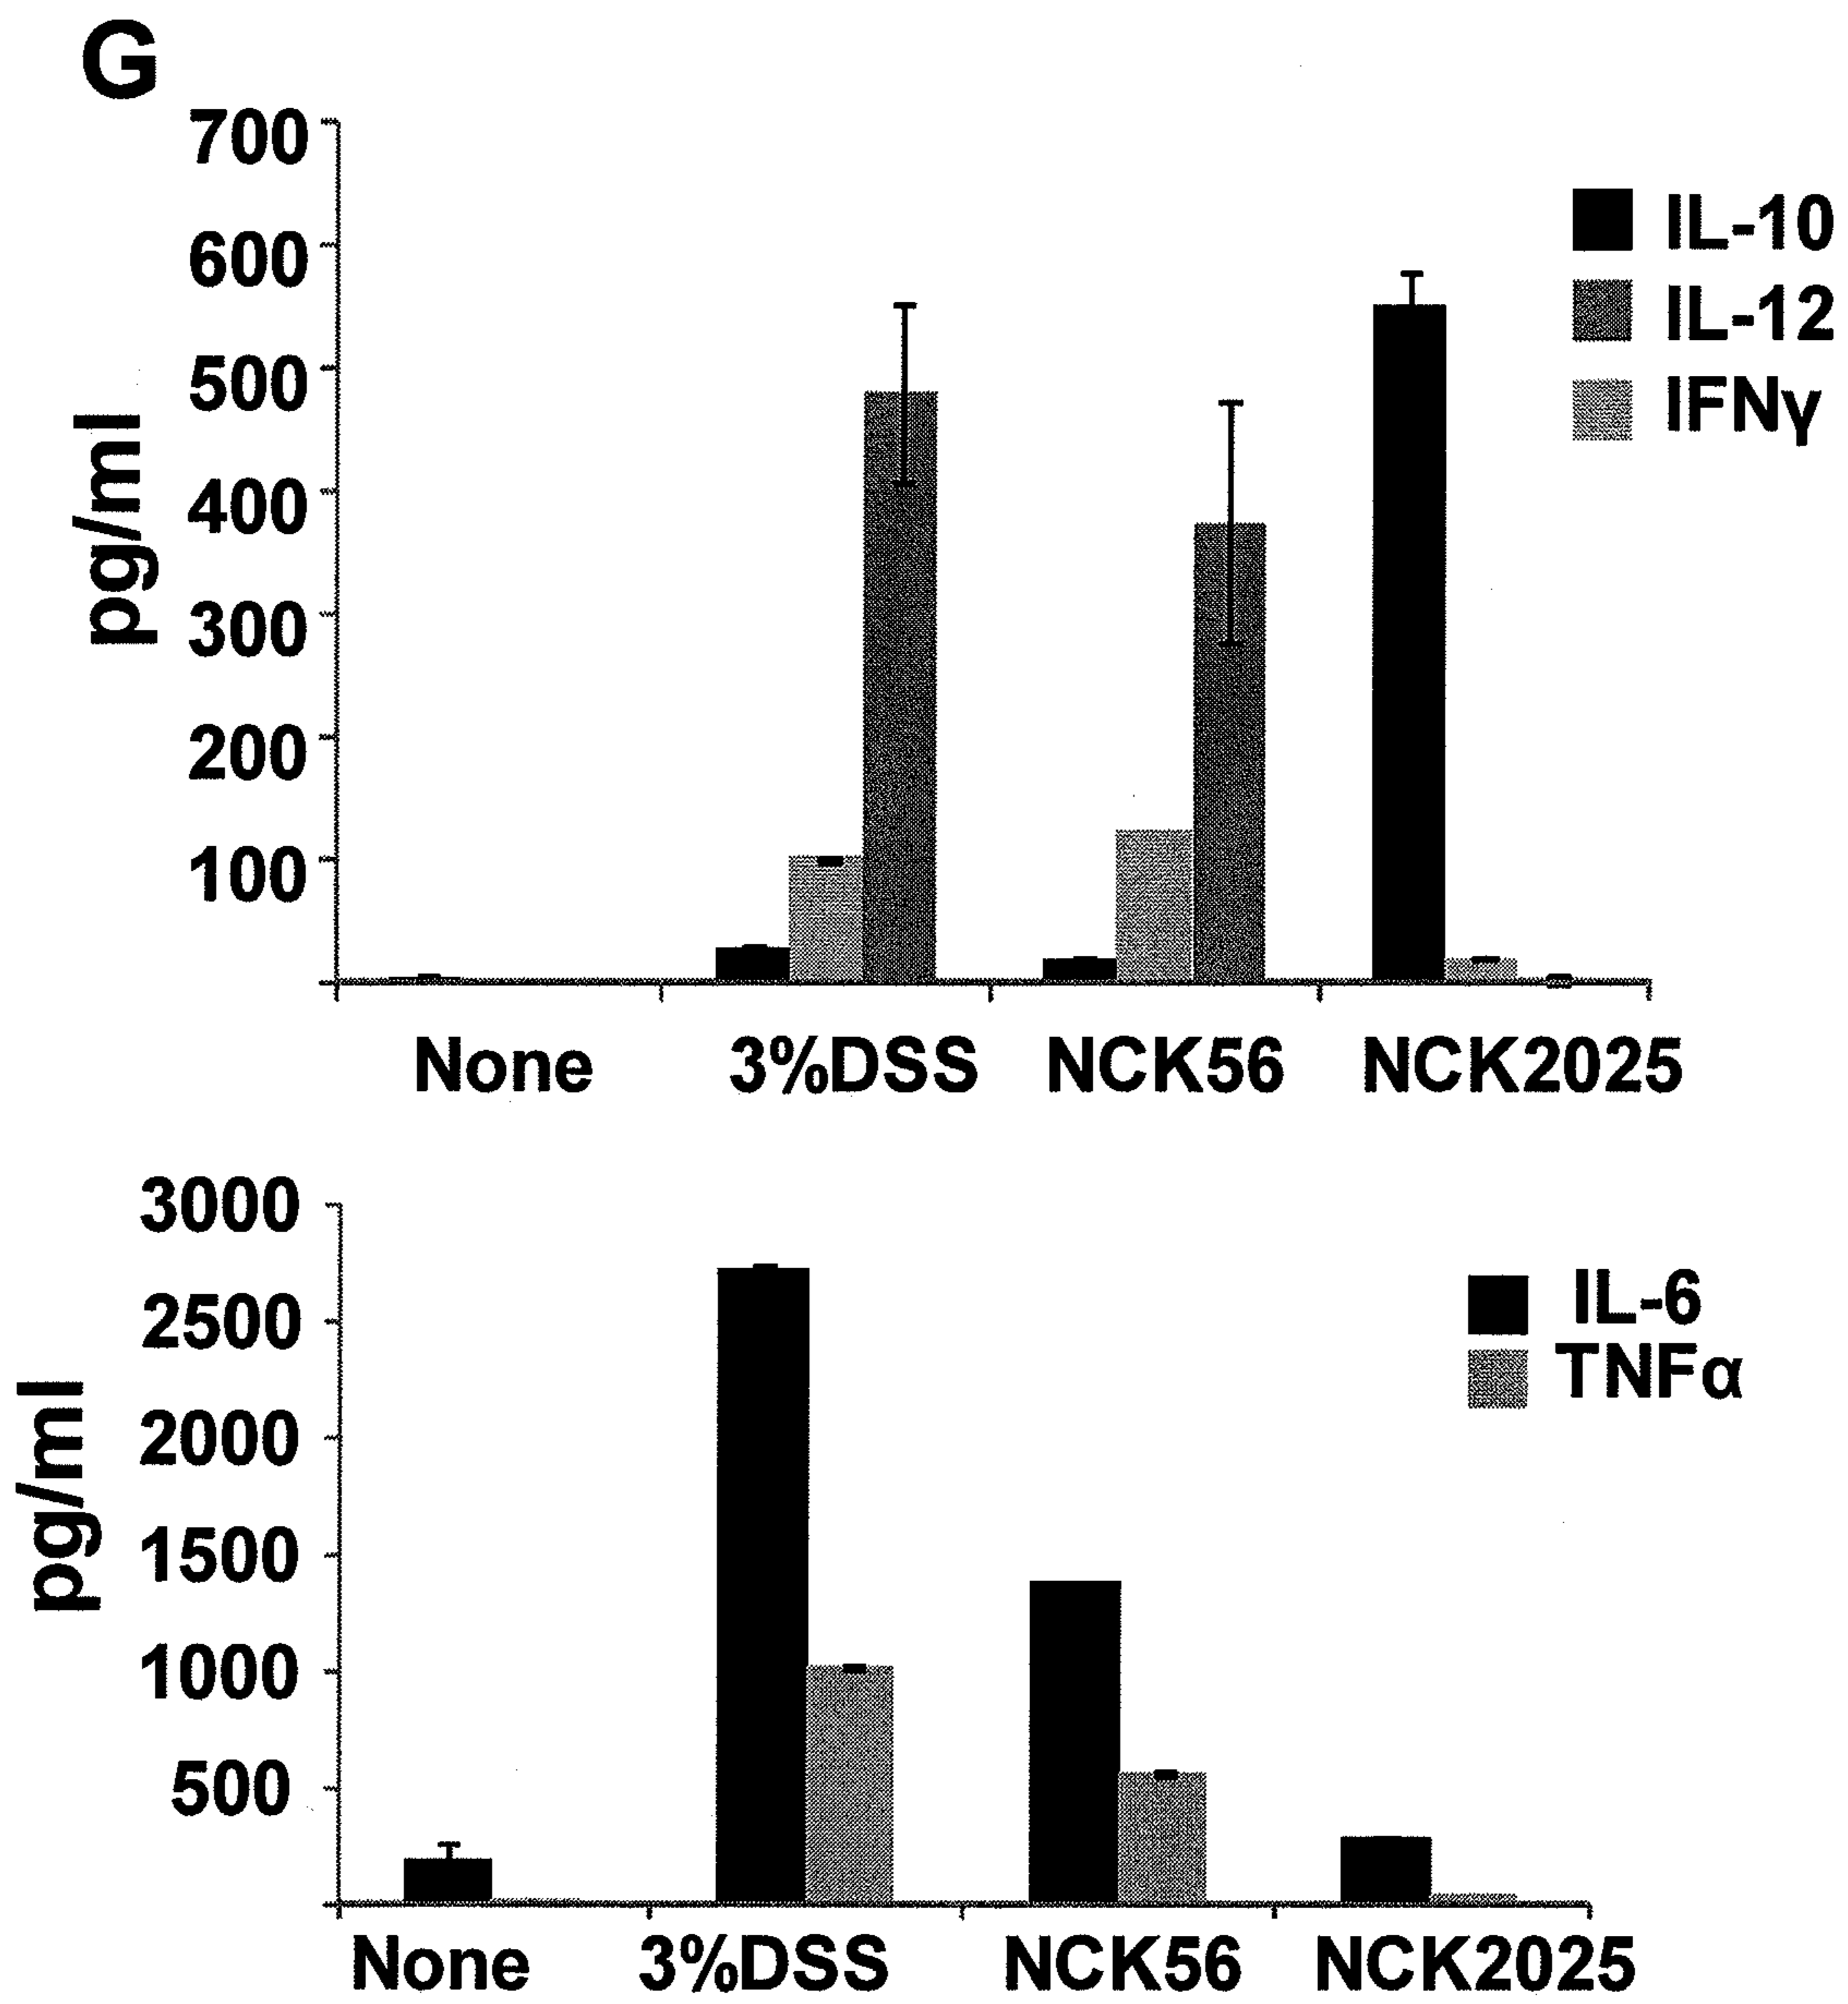 G
700
600
500
400
300
200
100
pg/ml
IL-10
IL-12
IFNγ
None 3%DSS NCK56 NCK2025
3000
2500
2000
1500
1000
500
pg/ml
IL-6
TNFα
None 3%DSS NCK56 NCK2025